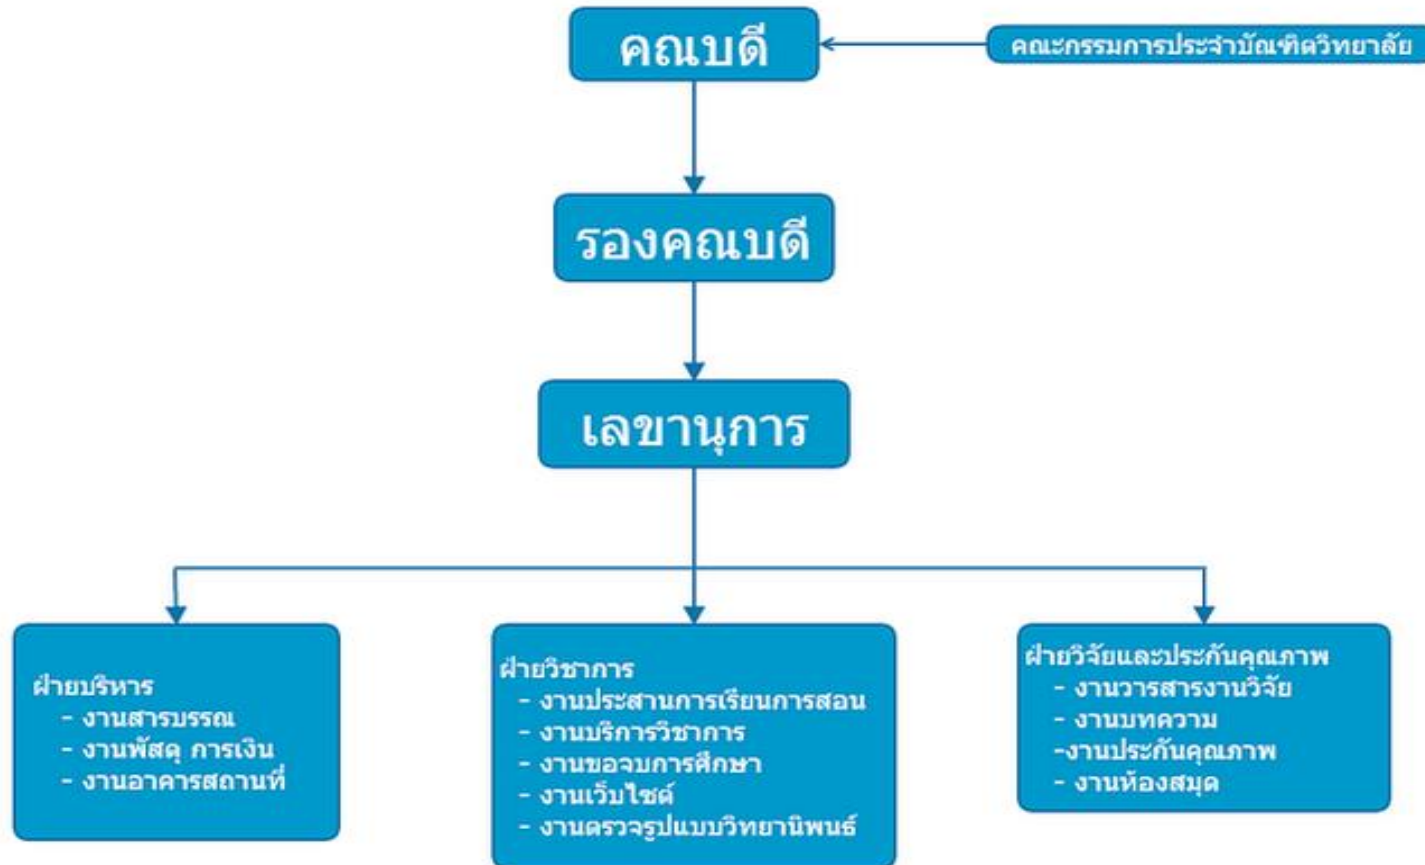 คณบดี
คณะกรรมการประจำบัณฑิตวิทยาลัย
รองคณบดี
เลขานุการ
ฝ่ายบริหาร
- งานสารบรรณ
- งานพัสดุ การเงิน
- งานอาคารสถานที่
ฝ่ายวิชาการ
- งานประสานการเรียนการสอน
- งานบริการวิชาการ
- งานขอจบการศึกษา
- งานเว็บไซต์
- งานตรวจรูปแบบวิทยานิพนธ์
ฝ่ายวิจัยและประกันคุณภาพ
- งานวารสารงานวิจัย
- งานบทความ
-งานประกันคุณภาพ
- งานห้องสมุด